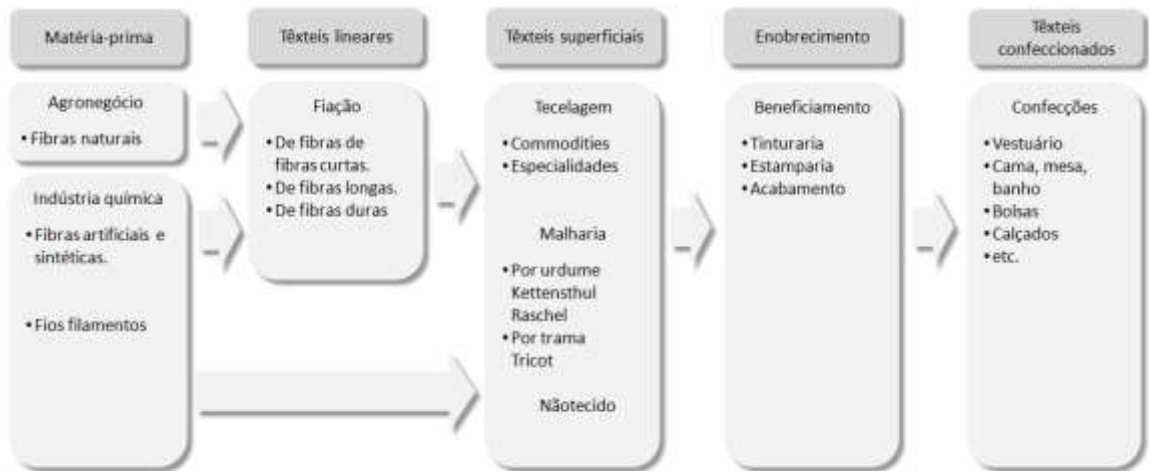 Matéria-prima
Têxteis lineares
Têxteis superficiais
Enobrecimento
Têxteis
confeccionados
Agronegócio
• Fibras naturais
Indústria química
• Fibras artificiais e
sintéticas.
• Fios filamentos
Fiação
• De fibras de
fibras curtas.
• De fibras longas.
• De fibras duras
Tecelagem
• Commodities
• Especialidades
Malharia
• Por urdume
Kettensthul
Raschel
• Por trama
Tricot
Nãotecido
Beneficiamento
• Tinturaria
• Estamparia
• Acabamento
Confecções
• Vestuário
• Cama, mesa,
banho
• Bolsas
• Calçados
• etc.